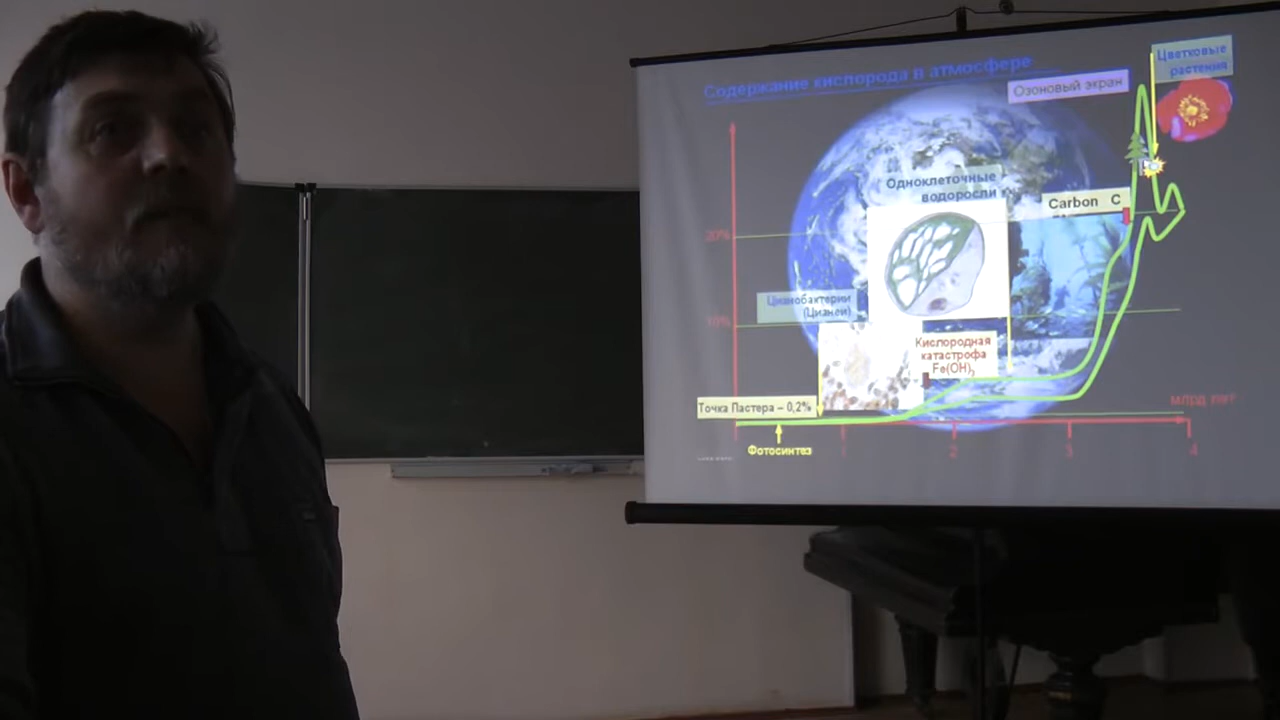 Содержание кислорода в атмосфере
Цветковые
растения
Озоновый экран
Одноклеточные
водоросли
Carbon C
20%
Цианобактерии
(Цианеи)
10%
Кислородная
катастрофа
Fe(OH)3
Точка Пастера – 0,2%
млрд лет
Фотосинтез
1
2
3
4